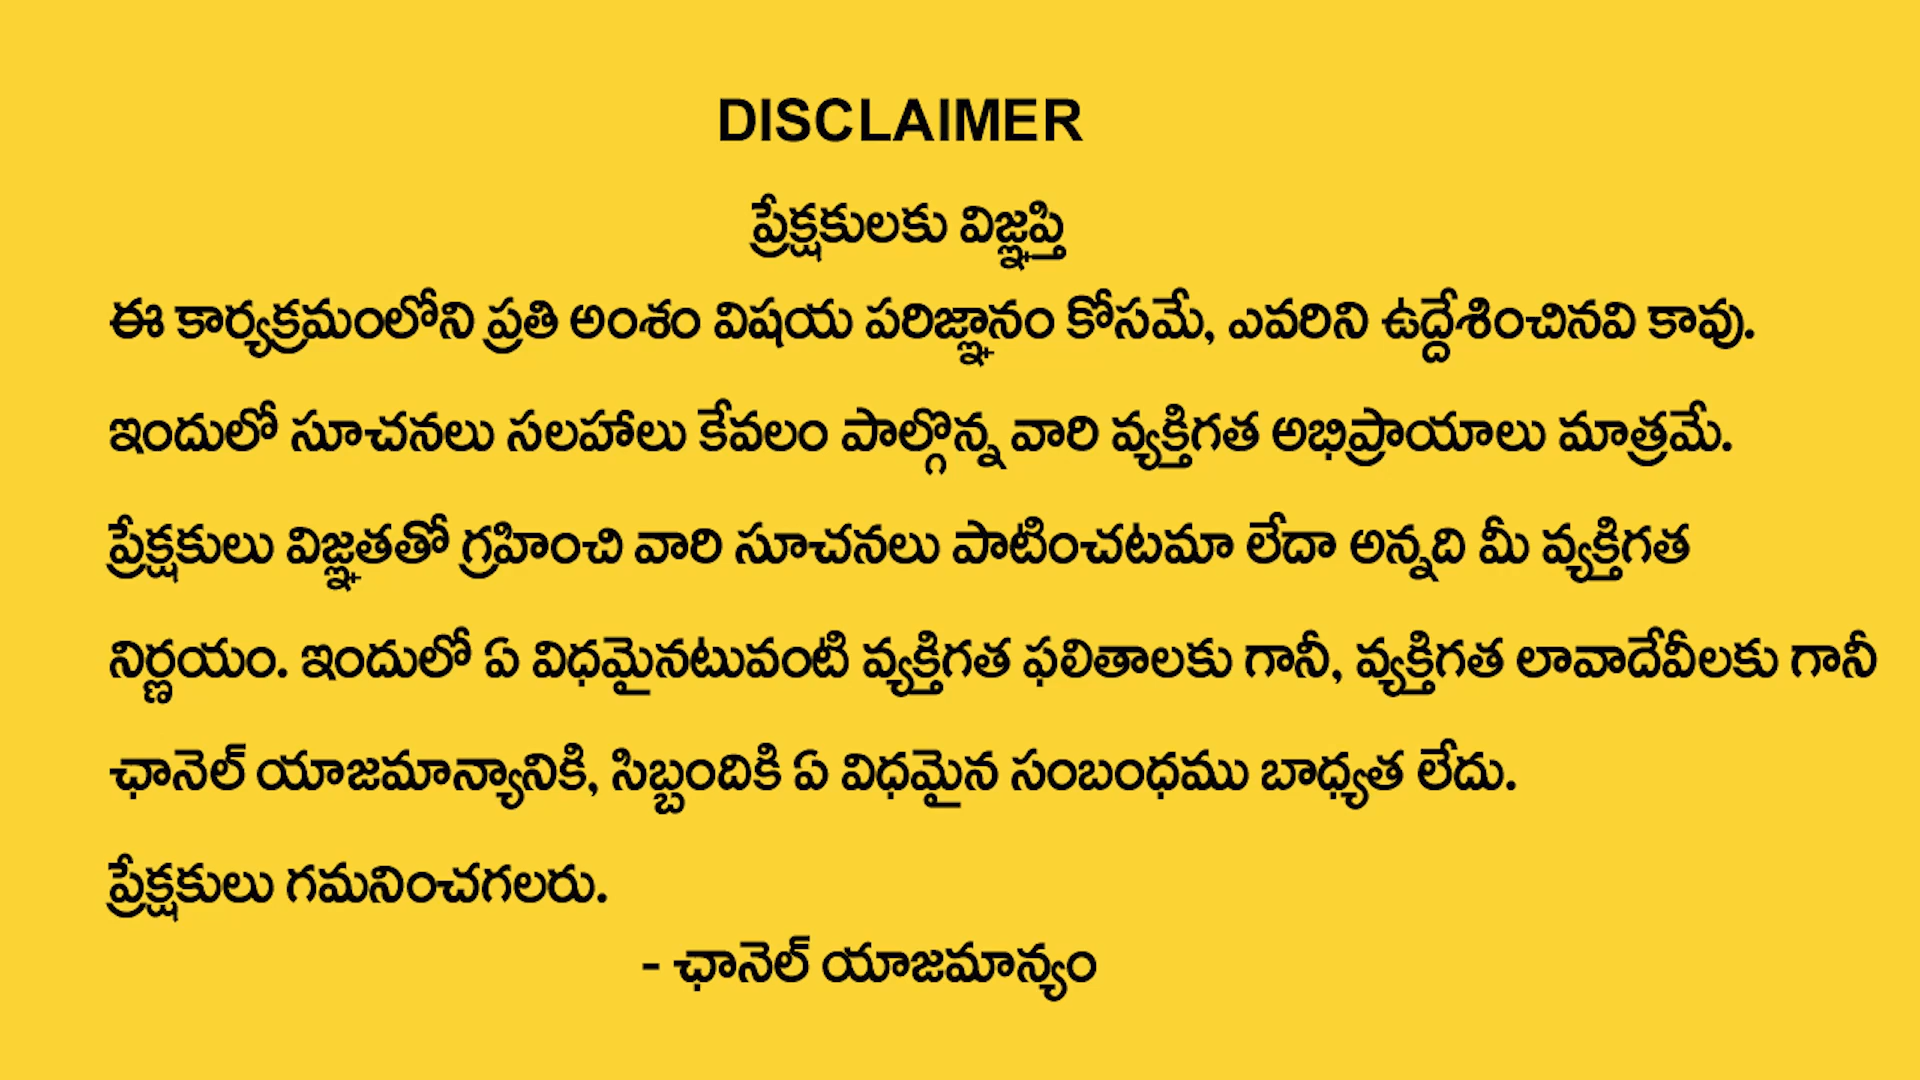 DISCLAIMER
ప్రేక్షకులకు విజ్ఞప్తి
ఈ కార్యక్రమంలోని ప్రతి అంశం విషయ పరిజ్ఞానం కోసమే, ఎవరిని ఉద్దేశించినవి కావు.
ఇందులో సూచనలు సలహాలు కేవలం పాల్గొన్న వారి వ్యక్తిగత అభిప్రాయాలు మాత్రమే.
ప్రేక్షకులు విజ్ఞతతో గ్రహించి వారి సూచనలు పాటించటమా లేదా అన్నది మీ వ్యక్తిగత
నిర్ణయం. ఇందులో ఏ విధమైనటువంటి వ్యక్తిగత ఫలితాలకు గానీ, వ్యక్తిగత లావాదేవీలకు గానీ
ఛానెల్ యాజమాన్యానికి, సిబ్బందికి ఏ విధమైన సంబంధము బాధ్యత లేదు.
ప్రేక్షకులు గమనించగలరు.
- ఛానెల్ యాజమాన్యం